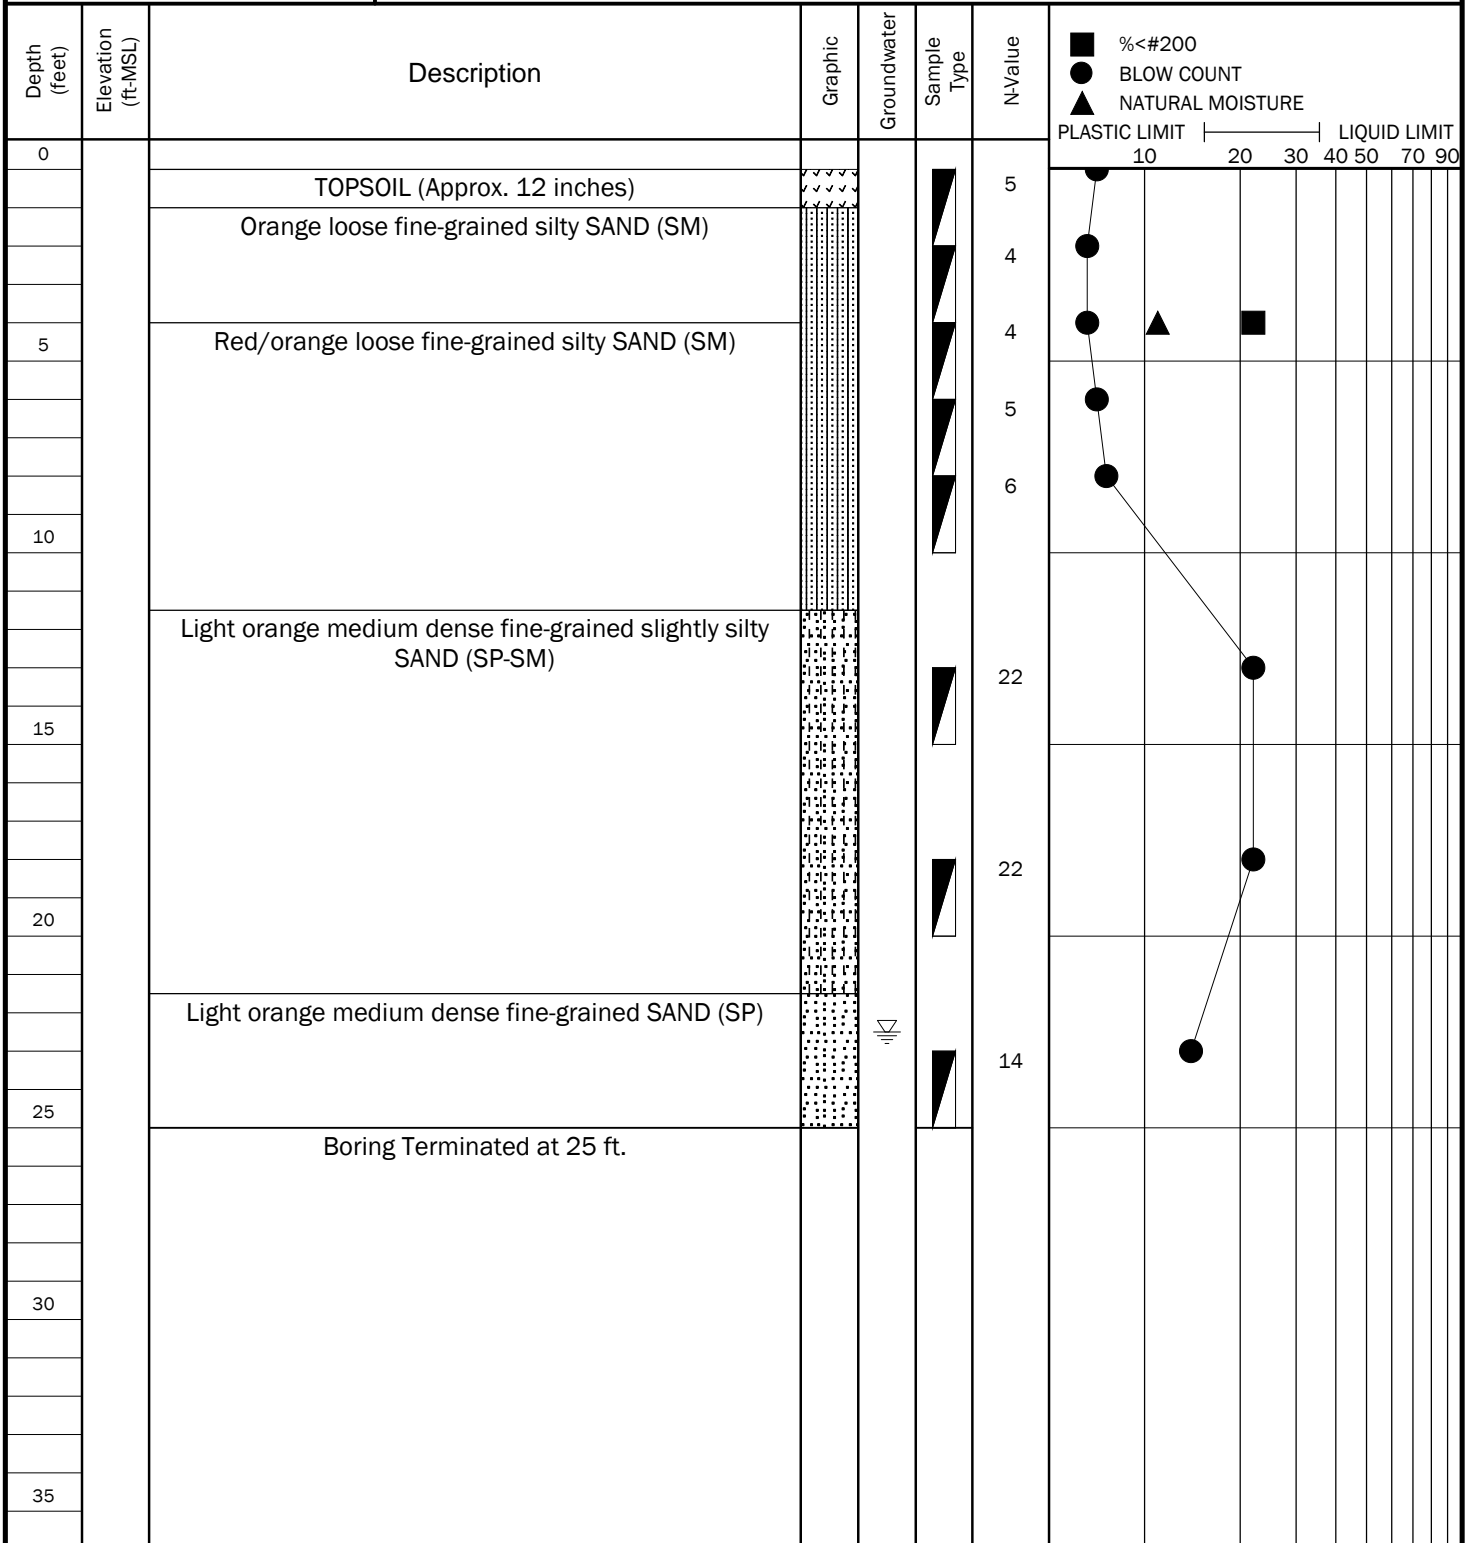 Depth (feet)
Elevation (ft-MSL)
Description
Graphic
Groundwater
Sample Type
N-Value
%<#200
BLOW COUNT
NATURAL MOISTURE
PLASTIC LIMIT LIQUID LIMIT
10 20 30 40 50 70 90
0
TOPSOIL (Approx. 12 inches)
5
Orange loose fine-grained silty SAND (SM)
4
Red/orange loose fine-grained silty SAND (SM)
4
5
5
6
10
Light orange medium dense fine-grained slightly silty
SAND (SP-SM)
22
15
22
20
Light orange medium dense fine-grained SAND (SP)
14
25
Boring Terminated at 25 ft.
30
35